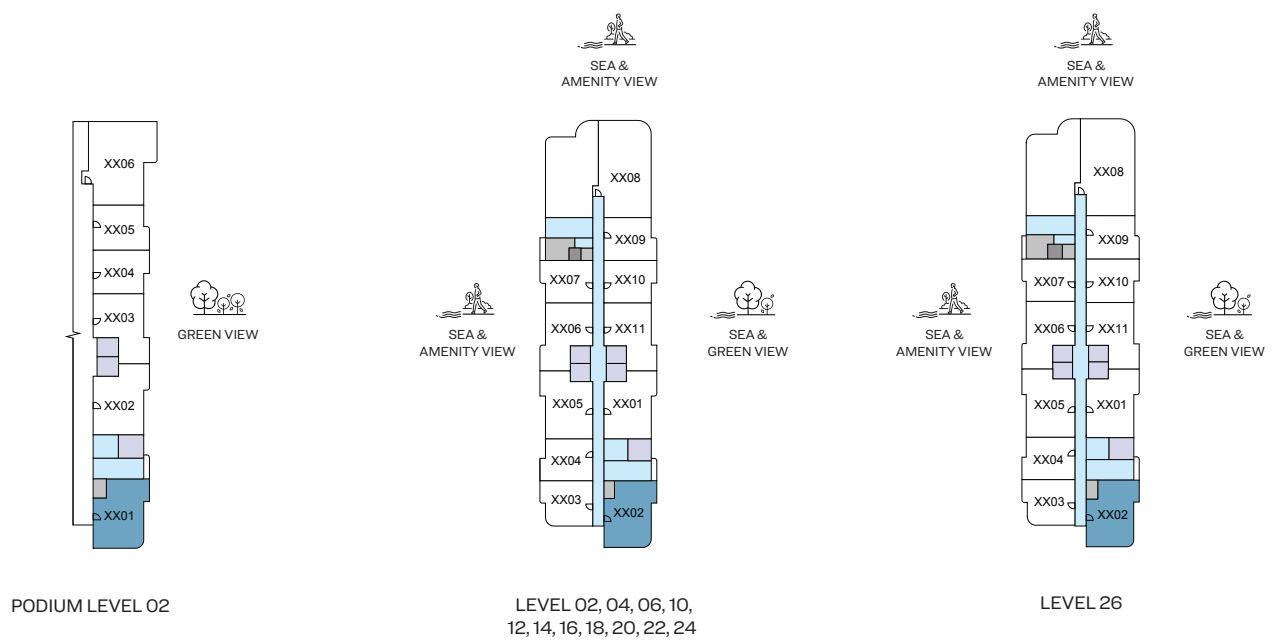 SEA &
AMENITY VIEW
SEA &
AMENITY VIEW
XX06
XX05
XX04
XX03
XX02
XX01
GREEN VIEW
PODIUM LEVEL 02
XX08
XX09
XX07
XX10
XX06
XX11
XX05
XX01
XX04
XX03
XX02
SEA &
AMENITY VIEW
SEA &
GREEN VIEW
LEVEL 02, 04, 06, 10,
12, 14, 16, 18, 20, 22, 24
XX08
XX09
XX07
XX10
XX06
XX11
XX05
XX01
XX04
XX03
XX02
SEA &
AMENITY VIEW
SEA &
GREEN VIEW
LEVEL 26